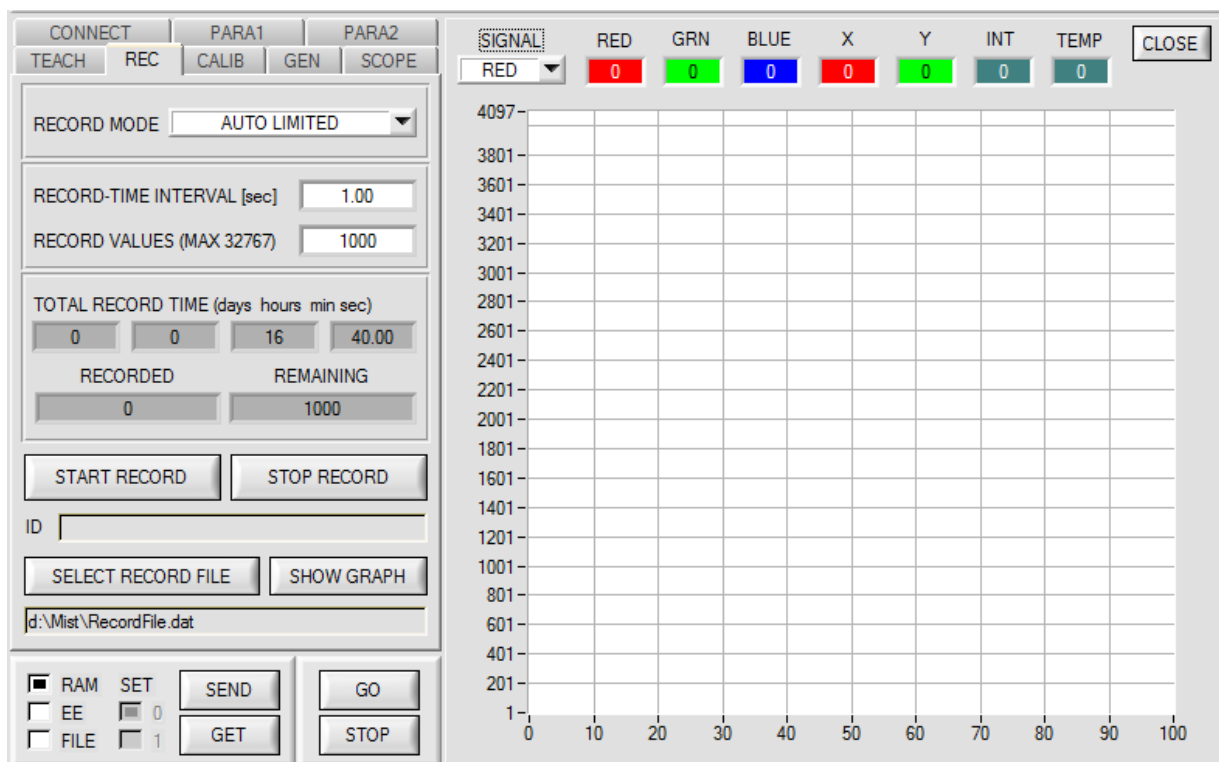 CONNECT PARA1 PARA2
TEACH REC CALIB GEN SCOPE
RECORD MODE AUTO LIMITED
RECORD-TIME INTERVAL [sec] 1.00
RECORD VALUES (MAX 32767) 1000
TOTAL RECORD TIME (days hours min sec)
0 0 16 40.00
RECORDED REMAINING
0 1000
START RECORD STOP RECORD
ID
SELECT RECORD FILE SHOW GRAPH
d:\Mist\RecordFile.dat
RAM SET SEND GO
EE 0
FILE 1 GET STOP
SIGNAL RED GRN BLUE X Y INT TEMP CLOSE
RED 0 0 0 0 0 0 0
4097
3801
3601
3401
3201
3001
2801
2601
2401
2201
2001
1801
1601
1401
1201
1001
801
601
401
201
1
0 10 20 30 40 50 60 70 80 90 100